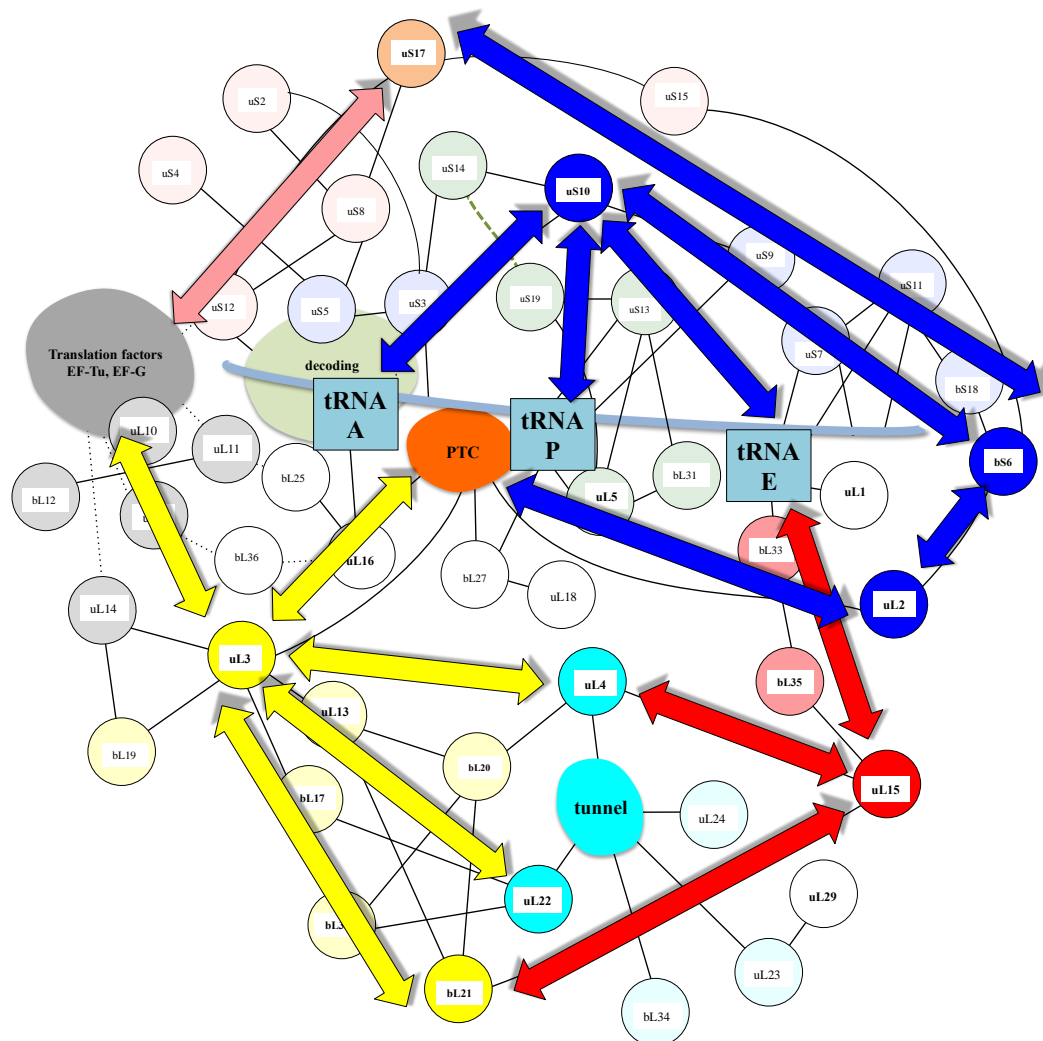 uS17
uS15
uS2
uS4
uS14
uS10
uS8
uS9
uS11
uS12
uS5
uS3
uS19
uS13
uS7
bS18
Translation factors
EF-Tu, EF-G
decoding
tRNA
A
PTC
tRNA
P
tRNA
E
bS6
uL10
uL11
bL12
bL25
uL5
bL31
uL1
bL36
uL16
bL33
bL27
uL18
uL2
uL14
uL3
uL4
bL35
uL13
bL19
bL20
bL17
tunnel
uL24
uL15
uL22
uL29
uL23
bL21
bL34